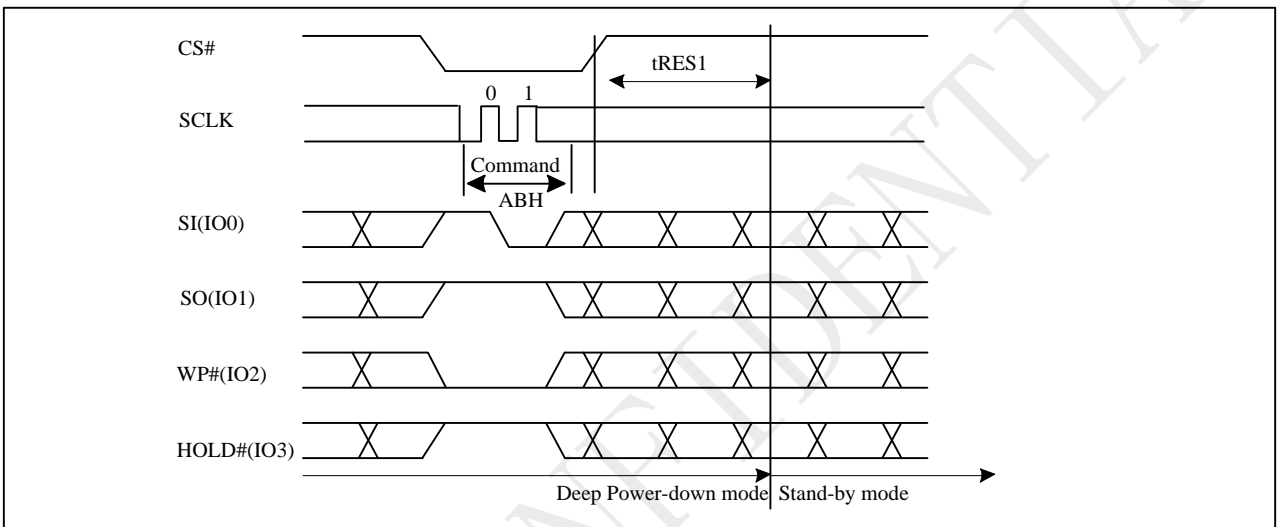 CS#
tRES1
0 1
SCLK
Command
ABH
SI(IO0)
SO(IO1)
WP#(IO2)
HOLD#(IO3)
Deep Power-down mode Stand-by mode
NFIDENTIA